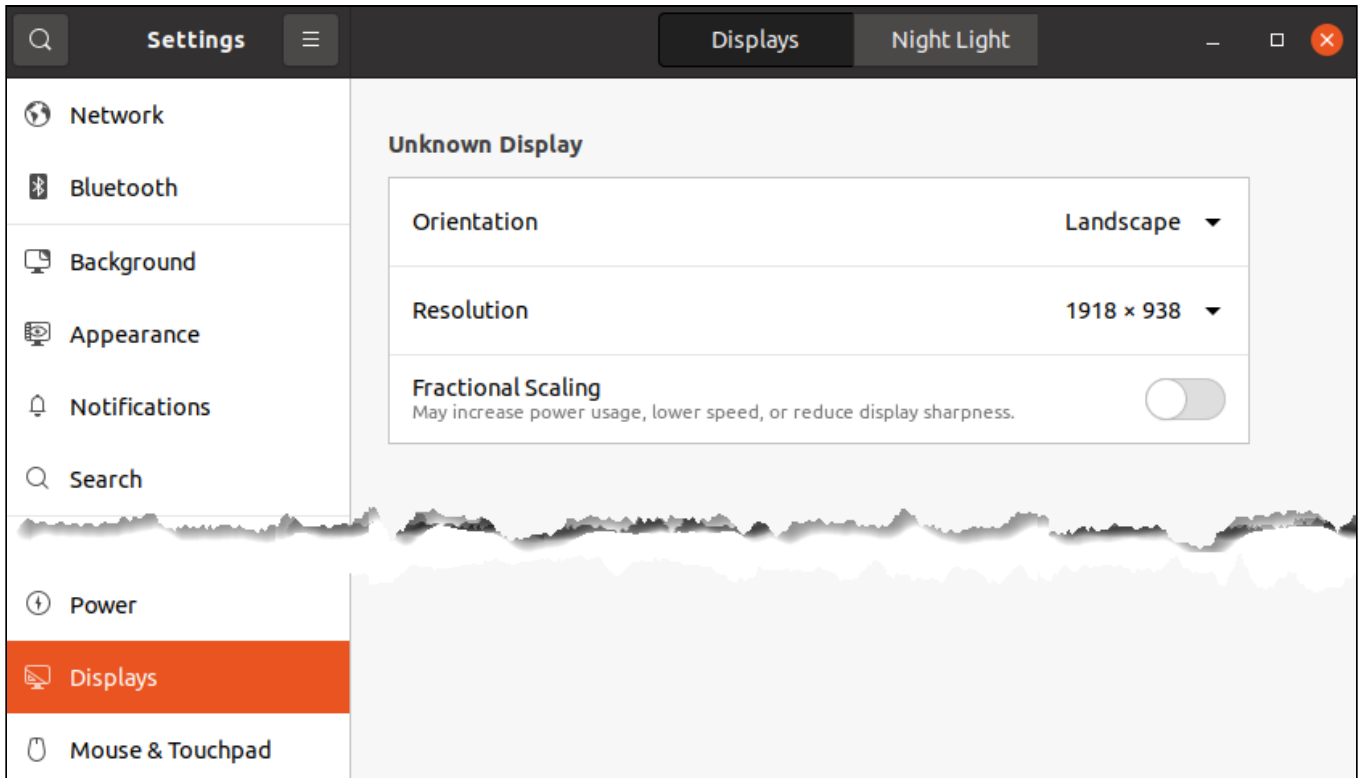 Settings
Displays
Night Light
Network
Bluetooth
Background
Appearance
Notifications
Search
Power
Displays
Mouse & Touchpad
Unknown Display
Orientation
Landscape
Resolution
1918 × 938
Fractional Scaling
May increase power usage, lower speed, or reduce display sharpness.